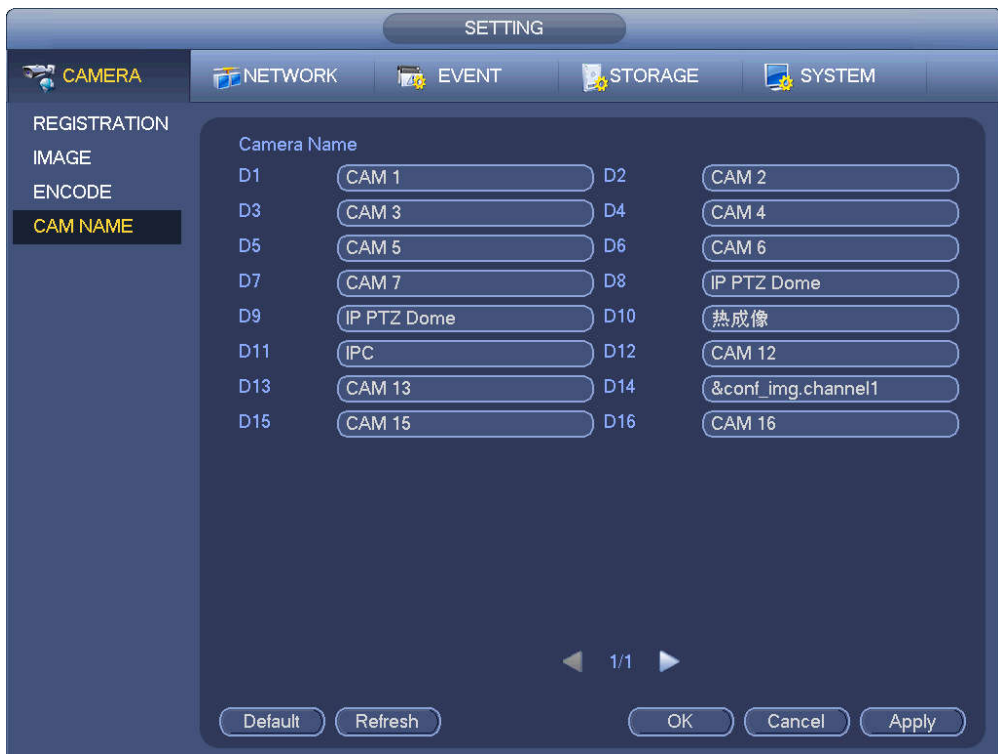 SETTING
CAMERA NETWORK EVENT STORAGE SYSTEM
REGISTRATION
IMAGE
ENCODE
CAM NAME
Camera Name
D1 CAM 1 D2 CAM 2
D3 CAM 3 D4 CAM 4
D5 CAM 5 D6 CAM 6
D7 CAM 7 D8 IP PTZ Dome
D9 IP PTZ Dome D10 热成像
D11 IPC D12 CAM 12
D13 CAM 13 D14 &conf_img.channel1
D15 CAM 15 D16 CAM 16
1/1
Default Refresh OK Cancel Apply